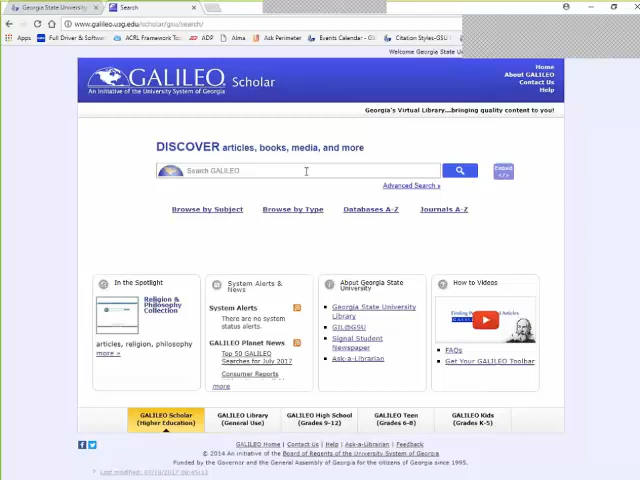 Georgia State University
Search
www.galileo.usg.edu/scholar/gsu/search/
Apps
Full Driver & Softwar
ACRL Framework To
ADP
Alma
Ask Perimeter
Events Calendar - G
Citation Styles-GSU
Welcome Georgia State Un
Home
About GALILEO
Contact Us
Help
GALILEO Scholar
An Initiative of the University System of Georgia
Georgia's Virtual Library...bringing quality content to you!
DISCOVER articles, books, media, and more
Search GALILEO
Embed
</>
Advanced Search »
Browse by Subject
Browse by Type
Databases A-Z
Journals A-Z
In the Spotlight
Religion &
Philosophy
Collection
articles, religion, philosophy
more »
System Alerts &
News
System Alerts
There are no system
status alerts.
GALILEO Planet News
Top 50 GALILEO
Searches for July 2017
Consumer Reports
more
About Georgia State
University
Georgia State University
Library
GIL@GSU
Signal Student
Newspaper
Ask-a-Librarian
How to Videos
FAQs
Get Your GALILEO Toolbar
GALILEO Scholar
(Higher Education)
GALILEO Library
(General Use)
GALILEO High School
(Grades 9-12)
GALILEO Teen
(Grades 6-8)
GALILEO Kids
(Grades K-5)
GALILEO Home | Contact Us | Help | Ask-a-Librarian | Feedback
© 2014 An initiative of the Board of Regents of the University System of Georgia
Funded by the Governor and the General Assembly of Georgia for the citizens of Georgia since 1995.